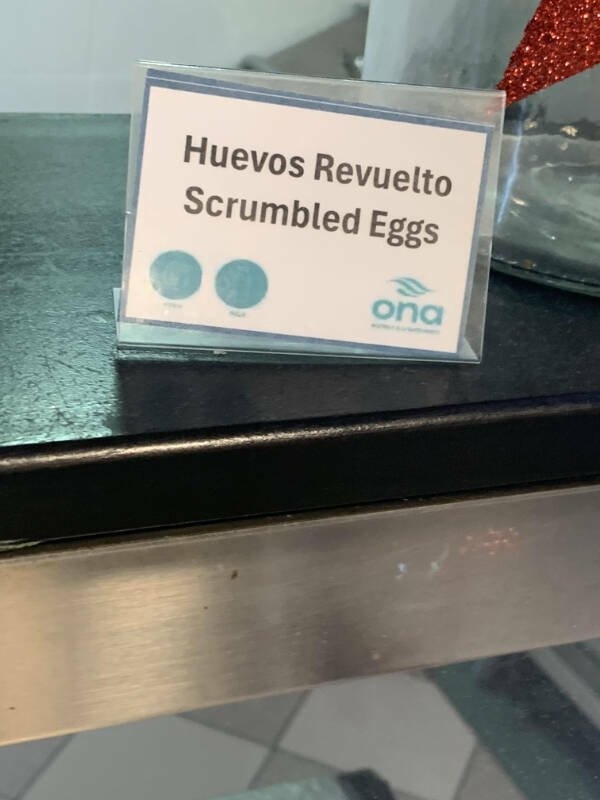 Huevos Revuelto
Scrumbled Eggs
ona